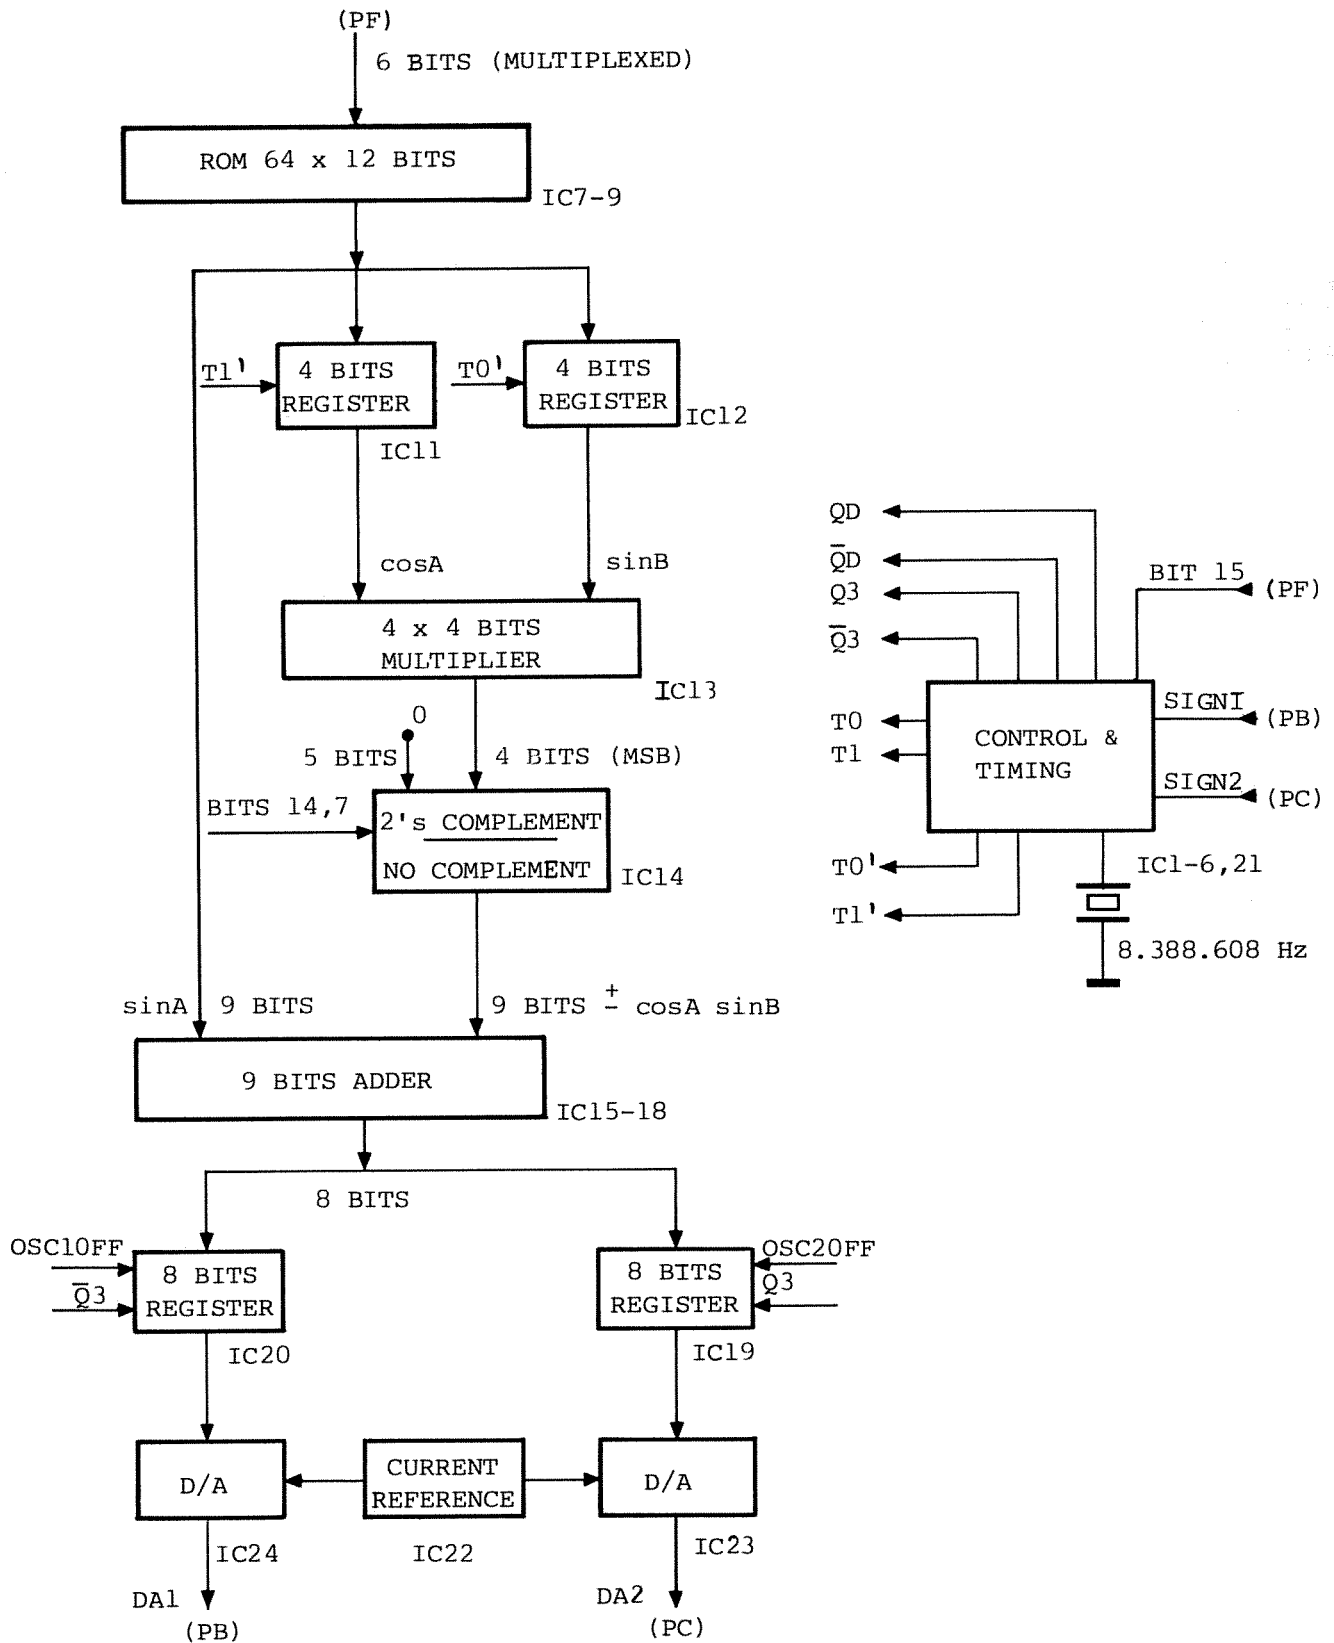 (PF)
6 BITS (MULTIPLEXED)
ROM 64 x 12 BITS
IC7-9
T1'
4 BITS
REGISTER
IC11
T0'
4 BITS
REGISTER
IC12
cosA
sinB
4 x 4 BITS
MULTIPLIER
IC13
0
5 BITS
4 BITS (MSB)
BITS 14,7
2's COMPLEMENT
NO COMPLEMENT
IC14
sinA
9 BITS
9 BITS ± cosA sinB
9 BITS ADDER
IC15-18
8 BITS
OSC1OFF
Q̅3
8 BITS
REGISTER
IC20
8 BITS
REGISTER
IC19
OSC2OFF
Q3
D/A
IC24
CURRENT
REFERENCE
IC22
D/A
IC23
DA1
(PB)
DA2
(PC)
QD
Q̅D
Q3
Q̅3
T0
T1
T0'
T1'
BIT 15
(PF)
SIGN1
(PB)
SIGN2
(PC)
CONTROL &
TIMING
IC1-6,21
8.388.608 Hz